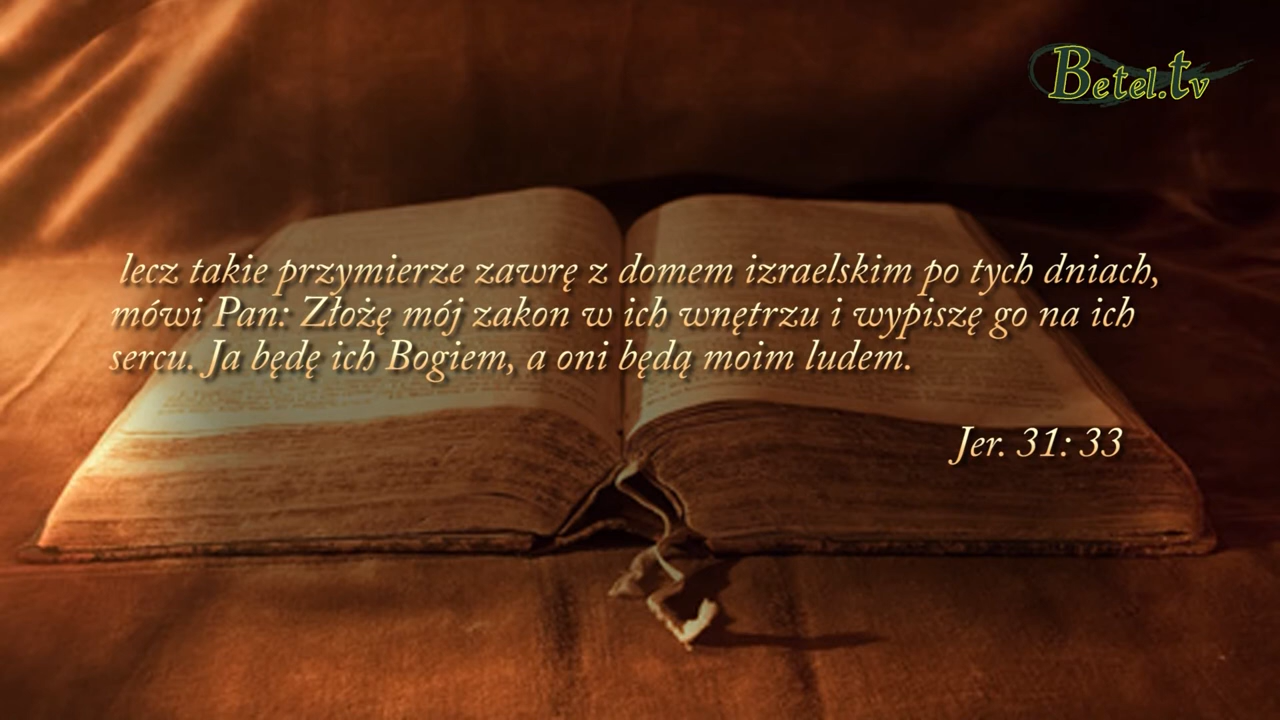 Betel.tv
lecz takie przymierze zawrę z domem izraelskim po tych dniach,
mówi Pan: Złożę mój zakon w ich wnętrzu i wypiszę go na ich
sercu. Ja będę ich Bogiem, a oni będą moim ludem.
Jer. 31: 33